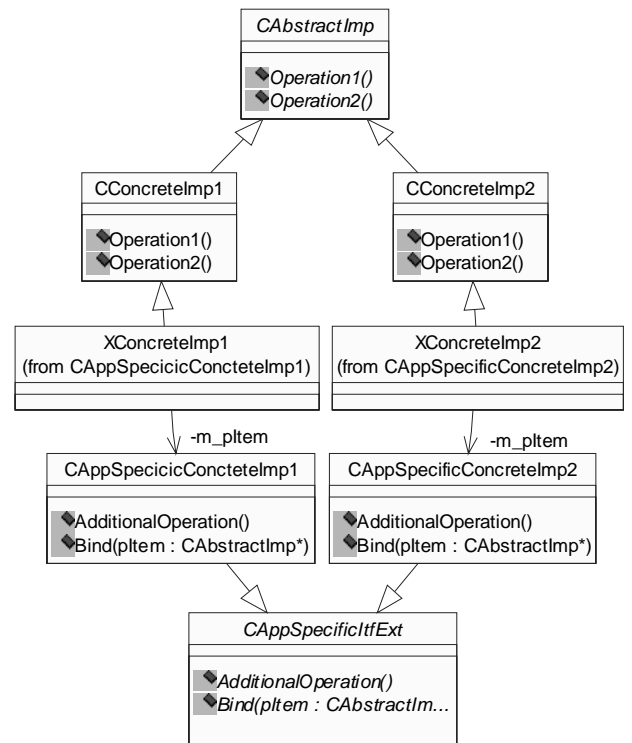 CAbstractImp
Operation1()
Operation2()
CConcreteImp1
Operation1()
Operation2()
CConcreteImp2
Operation1()
Operation2()
XConcreteImp1
(from CAppSpecicicConcteteImp1)
XConcreteImp2
(from CAppSpecificConcreteImp2)
-m_pItem
-m_pItem
CAppSpecicicConcteteImp1
AdditionalOperation()
Bind(pItem : CAbstractImp*)
CAppSpecificConcreteImp2
AdditionalOperation()
Bind(pItem : CAbstractImp*)
CAppSpecificItfExt
AdditionalOperation()
Bind(pItem : CAbstractIm...